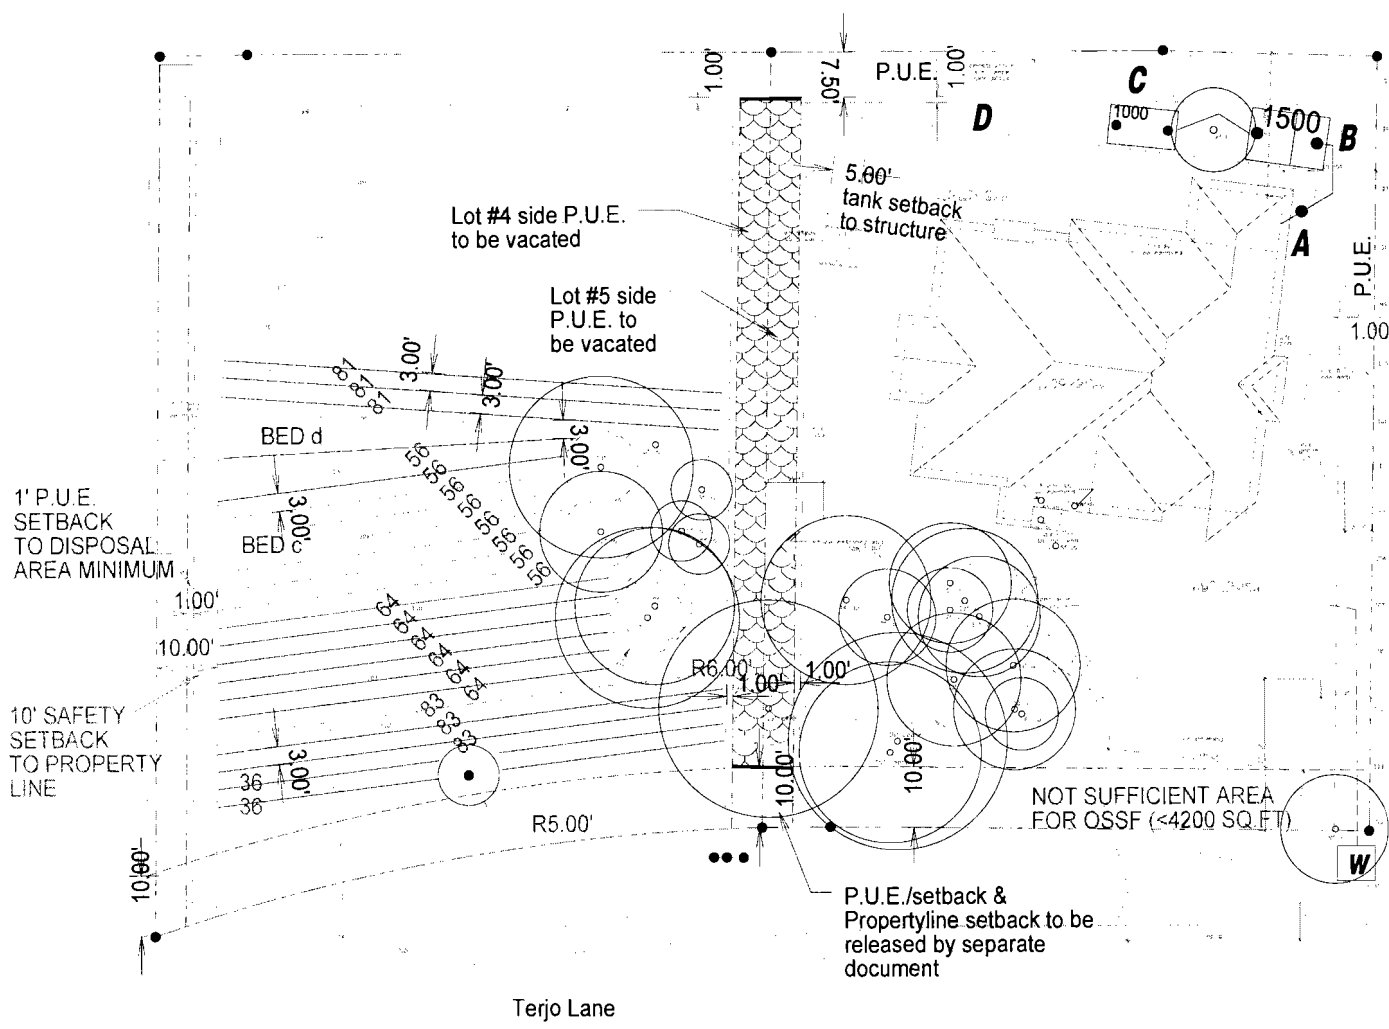 1.00'
7.50'
P.U.E.
1.00'
C
1000
1500
B
D
5.00'
tank setback
to structure
A
P.U.E.
1.00
Lot #4 side P.U.E.
to be vacated
Lot #5 side
P.U.E. to
be vacated
87
87
87
3.00'
3.00'
3.00'
BED d
3.00'
BED c
56
56
56
56
56
56
56
56
1' P.U.E.
SETBACK
TO DISPOSAL
AREA MINIMUM
1.00'
10.00'
64
64
64
64
64
64
83
83
83
10' SAFETY
SETBACK
TO PROPERTY
LINE
3.00'
36
36
R6.00'
1.00'
1.00'
10.00'
10.00'
R5.00'
10.00'
NOT SUFFICIENT AREA
FOR OSSF (<4200 SQ.FT)
W
P.U.E./setback &
Propertyline setback to be
released by separate
document
Terjo Lane